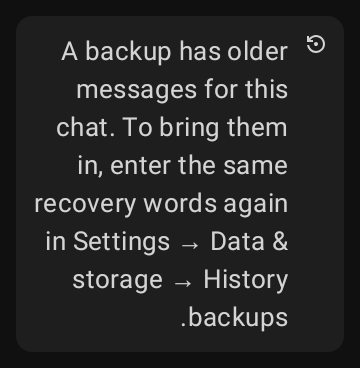 A backup has older
messages for this
chat. To bring them
in, enter the same
recovery words again
in Settings → Data &
storage → History
.backups